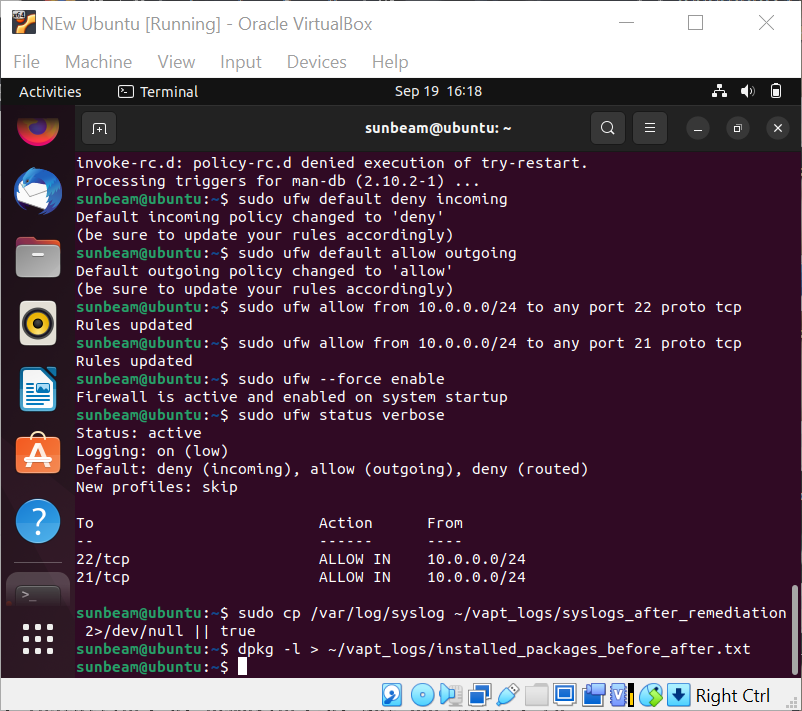 NEw Ubuntu [Running] - Oracle VirtualBox
File Machine View Input Devices Help
Activities Terminal Sep 19 16:18
sunbeam@ubuntu: ~
invoke-rc.d: policy-rc.d denied execution of try-restart.
Processing triggers for man-db (2.10.2-1) ...
sunbeam@ubuntu:~$ sudo ufw default deny incoming
Default incoming policy changed to 'deny'
(be sure to update your rules accordingly)
sunbeam@ubuntu:~$ sudo ufw default allow outgoing
Default outgoing policy changed to 'allow'
(be sure to update your rules accordingly)
sunbeam@ubuntu:~$ sudo ufw allow from 10.0.0.0/24 to any port 22 proto tcp
Rules updated
sunbeam@ubuntu:~$ sudo ufw allow from 10.0.0.0/24 to any port 21 proto tcp
Rules updated
sunbeam@ubuntu:~$ sudo ufw --force enable
Firewall is active and enabled on system startup
sunbeam@ubuntu:~$ sudo ufw status verbose
Status: active
Logging: on (low)
Default: deny (incoming), allow (outgoing), deny (routed)
New profiles: skip
To Action From
-- ------ ----
22/tcp ALLOW IN 10.0.0.0/24
21/tcp ALLOW IN 10.0.0.0/24
sunbeam@ubuntu:~$ sudo cp /var/log/syslog ~/vapt_logs/syslogs_after_remediation
2>/dev/null || true
sunbeam@ubuntu:~$ dpkg -l > ~/vapt_logs/installed_packages_before_after.txt
sunbeam@ubuntu:~$
Right Ctrl